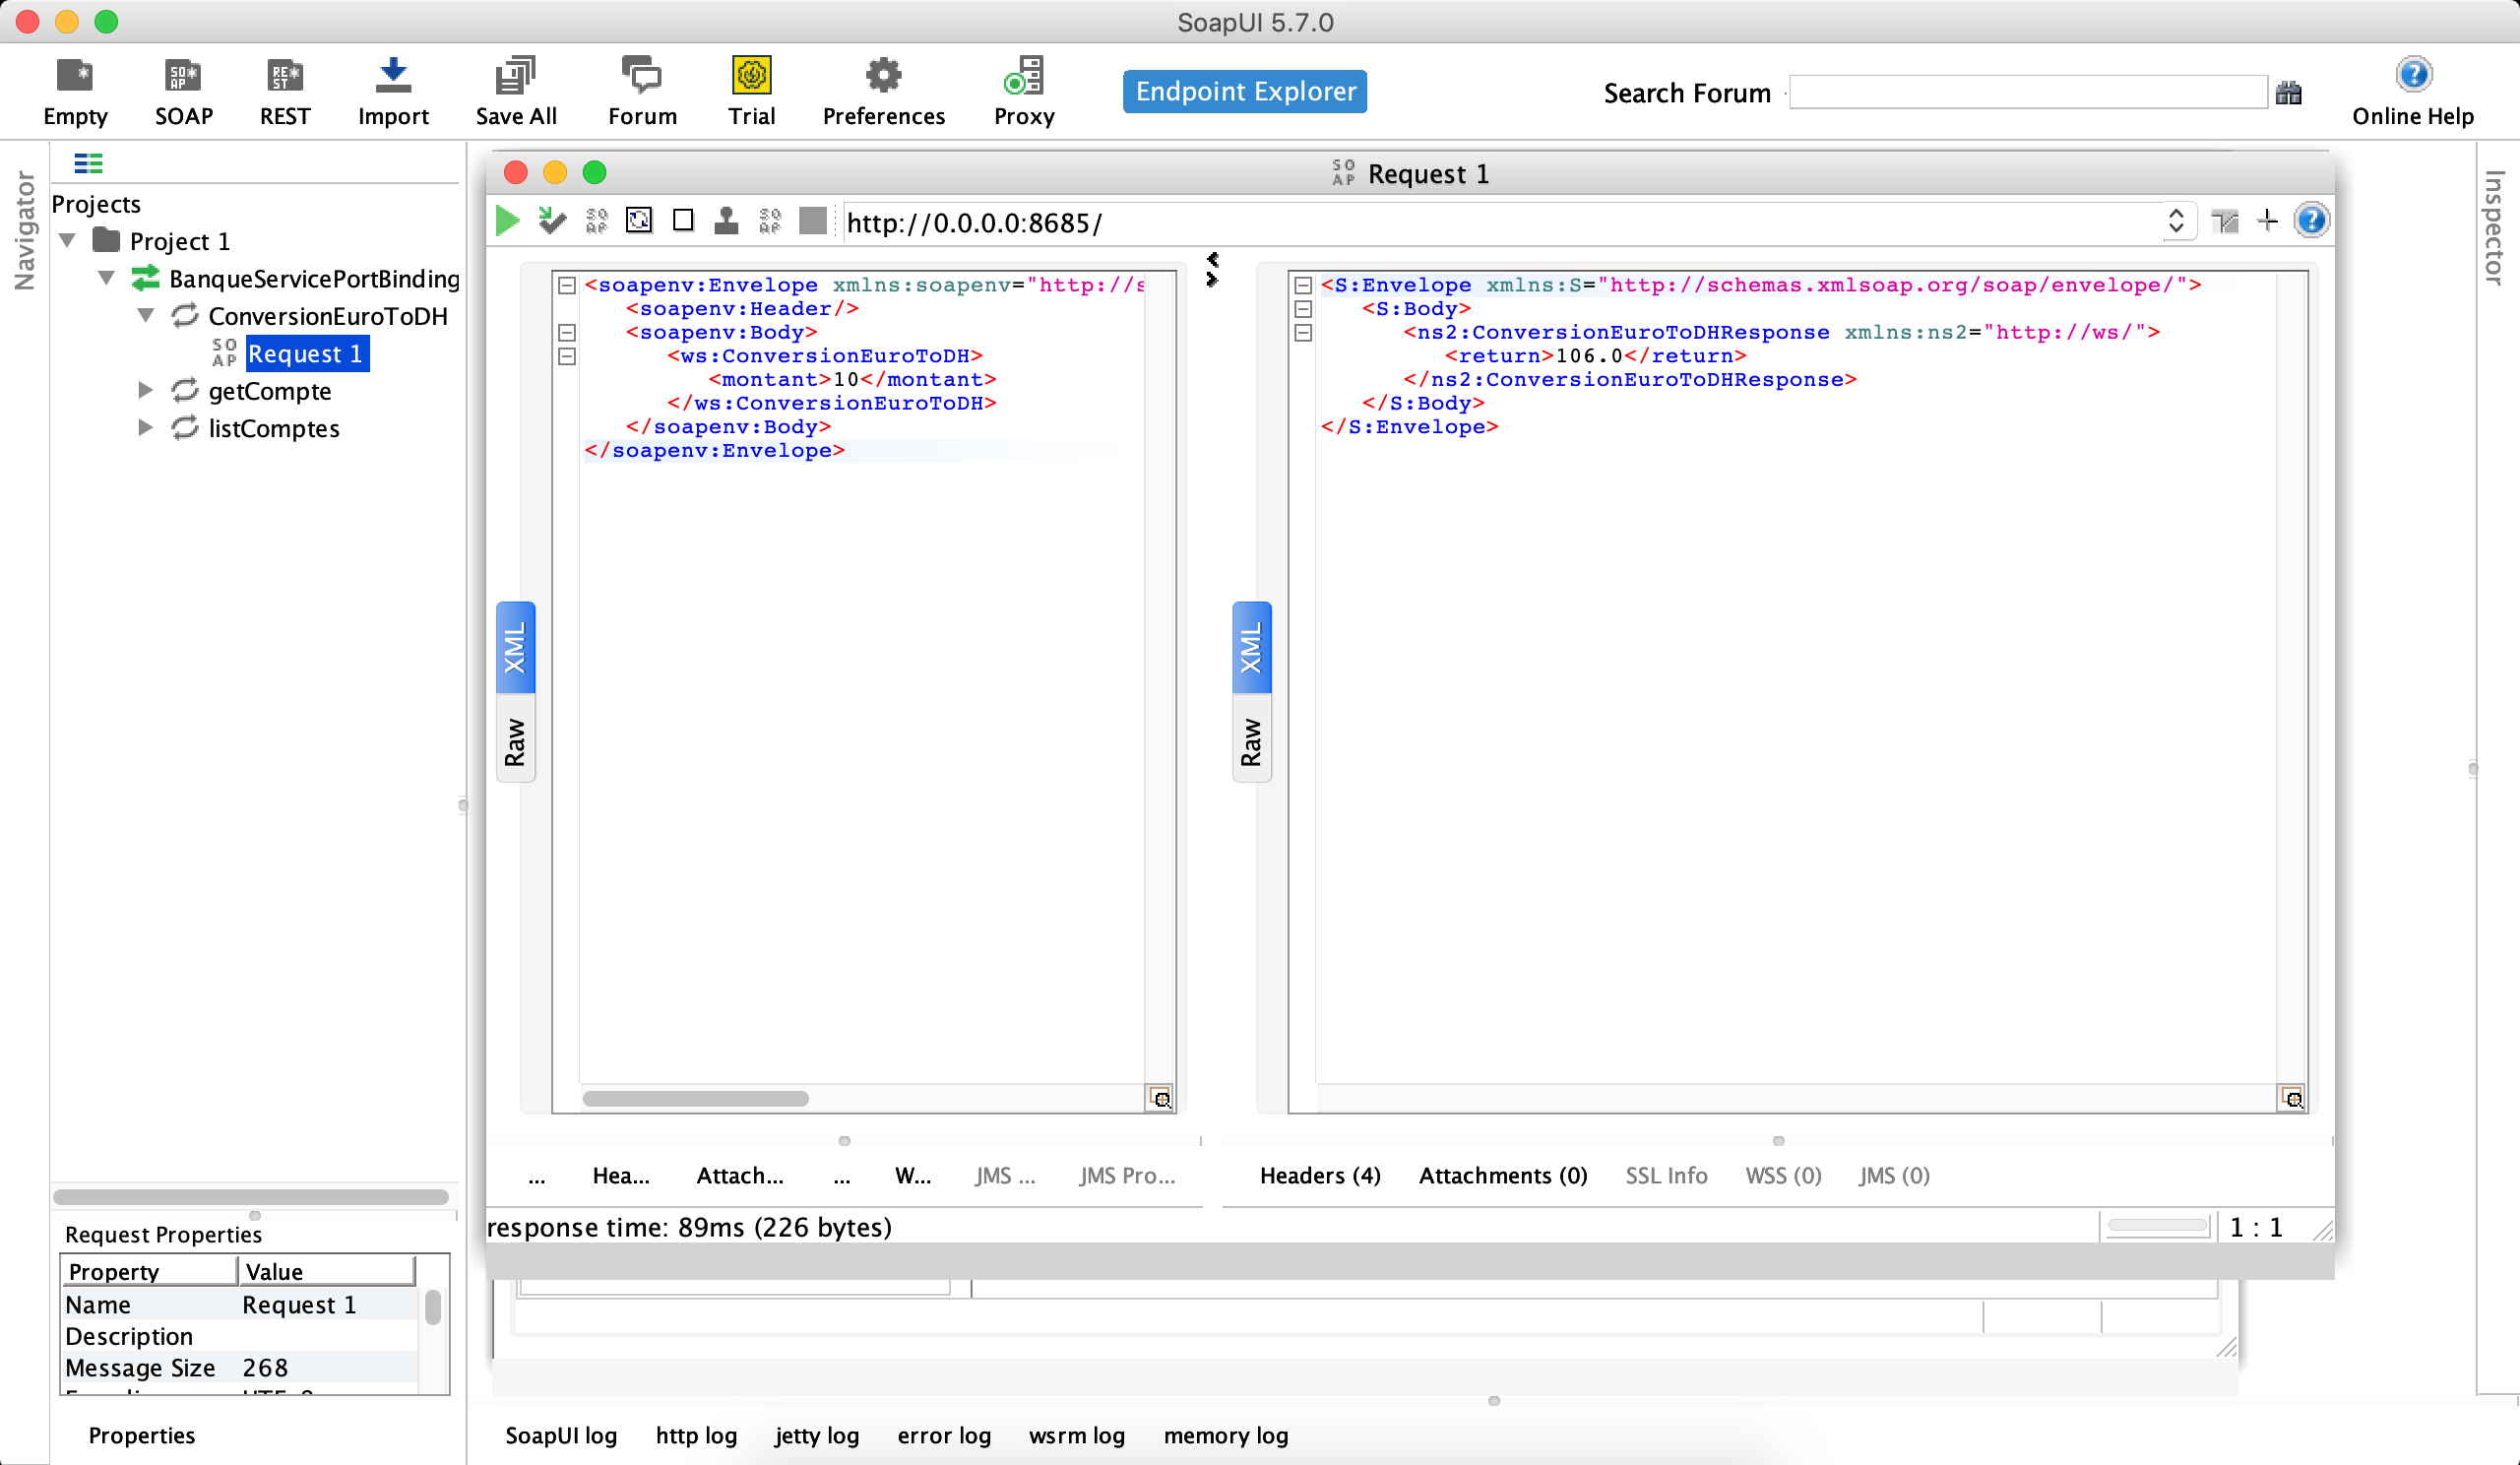 SoapUI 5.7.0
Empty SOAP REST Import Save All Forum Trial Preferences Proxy Endpoint Explorer Search Forum Online Help
Navigator
Projects
Project 1
BanqueServicePortBinding
ConversionEuroToDH
SO AP Request 1
getCompte
listComptes
Request Properties
Property Value
Name Request 1
Description
Message Size 268
Properties
SO AP Request 1
http://0.0.0.0:8685/
<soapenv:Envelope xmlns:soapenv="http://s
<soapenv:Header/>
<soapenv:Body>
<ws:ConversionEuroToDH>
<montant>10</montant>
</ws:ConversionEuroToDH>
</soapenv:Body>
</soapenv:Envelope>
XML
Raw
... Hea... Attach... ... W... JMS ... JMS Pro...
<S:Envelope xmlns:S="http://schemas.xmlsoap.org/soap/envelope/">
<S:Body>
<ns2:ConversionEuroToDHResponse xmlns:ns2="http://ws/">
<return>106.0</return>
</ns2:ConversionEuroToDHResponse>
</S:Body>
</S:Envelope>
XML
Raw
Headers (4) Attachments (0) SSL Info WSS (0) JMS (0)
response time: 89ms (226 bytes)
1 : 1
SoapUI log http log jetty log error log wsrm log memory log
Inspector